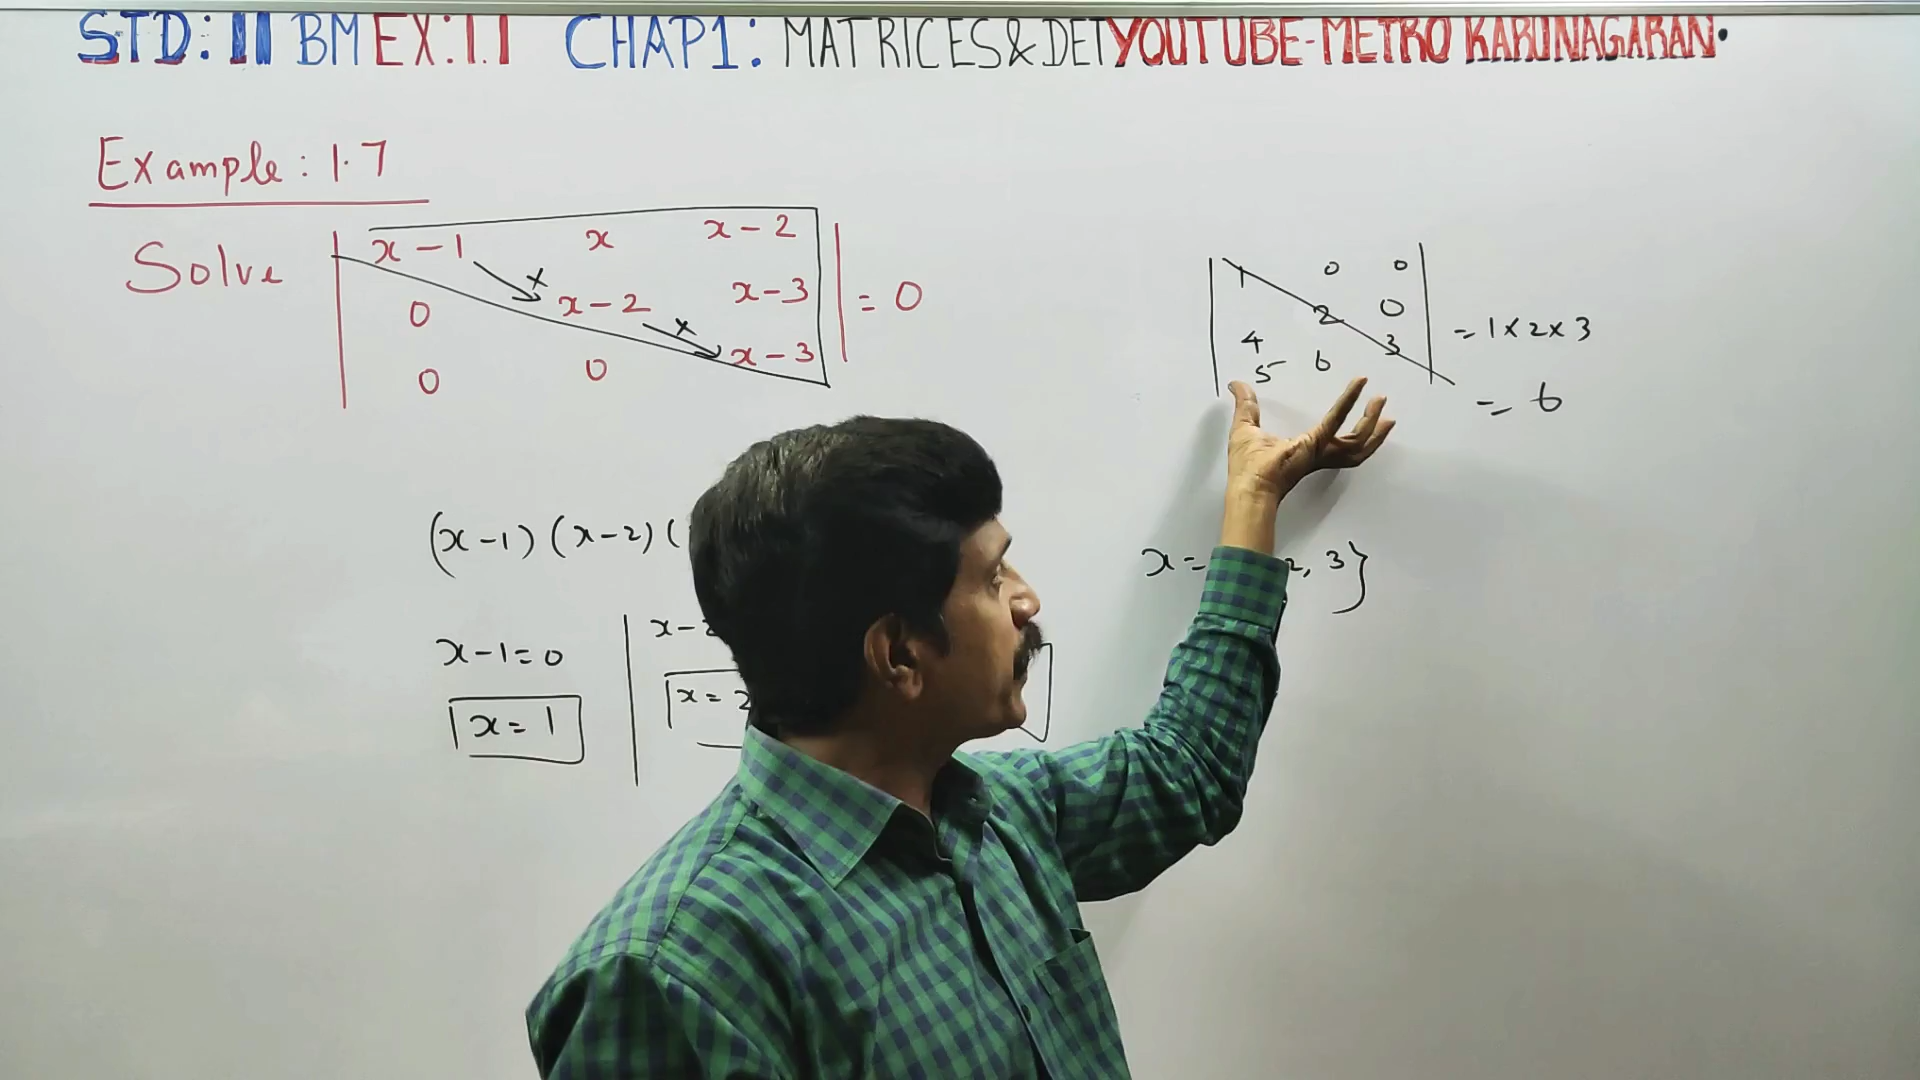 STD: 11 BM EX:1.1 CHAP1: MATRICES & DET YOUTUBE-METRO KARUNAGARAN.
Example: 1.7
Solve
x-1 x x-2
0 x-2 x-3
0 0 x-3
= 0
1 0 0
4 2 0
5 6 3
= 1×2×3
= 6
(x-1) (x-2) (
x = 2, 3}
x-1=0
x-2
x = 1
x = 2